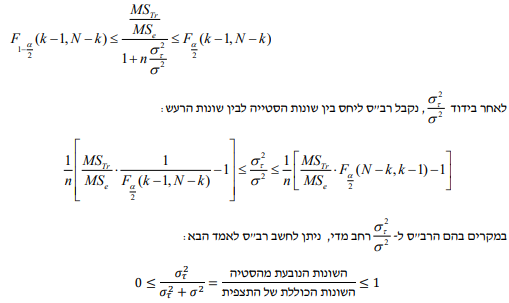 F_{1-\frac{\alpha}{2}}(k-1,N-k) \le \frac{\frac{MS_{Tr}}{MS_e}}{1+n\frac{\sigma_\tau^2}{\sigma^2}} \le F_{\frac{\alpha}{2}}(k-1,N-k)
לאחר בידוד \frac{\sigma_\tau^2}{\sigma^2}, נקבל רב״ס ליחס בין שונות הסטייה לבין שונות הרעש:
\frac{1}{n}\left[\frac{MS_{Tr}}{MS_e}\cdot\frac{1}{F_{\frac{\alpha}{2}}(k-1,N-k)}-1\right] \le \frac{\sigma_\tau^2}{\sigma^2} \le \frac{1}{n}\left[\frac{MS_{Tr}}{MS_e}\cdot F_{\frac{\alpha}{2}}(N-k,k-1)-1\right]
במקרים בהם הרב״ס ל- \frac{\sigma_\tau^2}{\sigma^2} רחב מדי, ניתן לחשב רב״ס לאמד הבא:
0 \le \frac{\sigma_\tau^2}{\sigma_\tau^2+\sigma^2} = \frac{השונות הנובעת מהסטיה}{השונות הכוללת של התצפית} \le 1